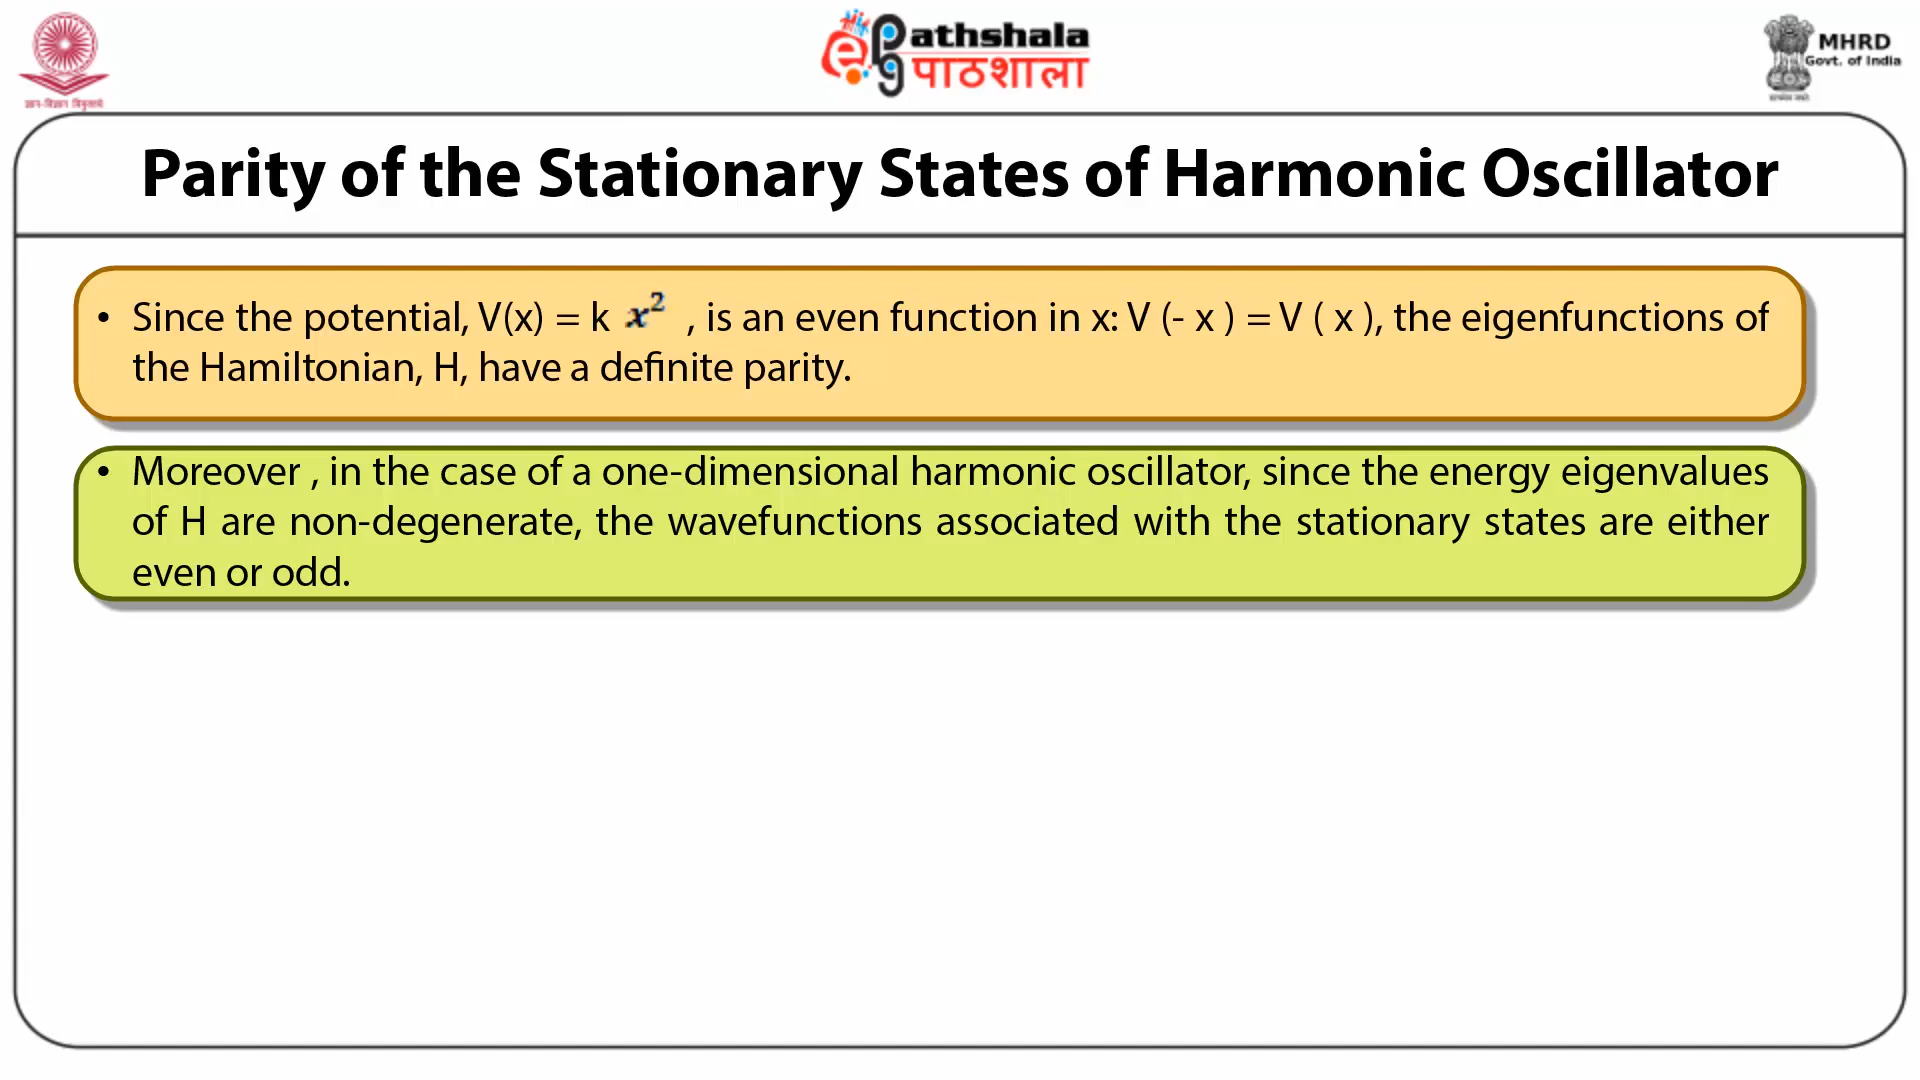 ज्ञान-विज्ञान विमुक्तये
ePGathshala
पाठशाला
MHRD
Govt. of India
Parity of the Stationary States of Harmonic Oscillator
• Since the potential, V(x) = k x² , is an even function in x: V (- x ) = V ( x ), the eigenfunctions of
the Hamiltonian, H, have a definite parity.
• Moreover , in the case of a one-dimensional harmonic oscillator, since the energy eigenvalues
of H are non-degenerate, the wavefunctions associated with the stationary states are either
even or odd.